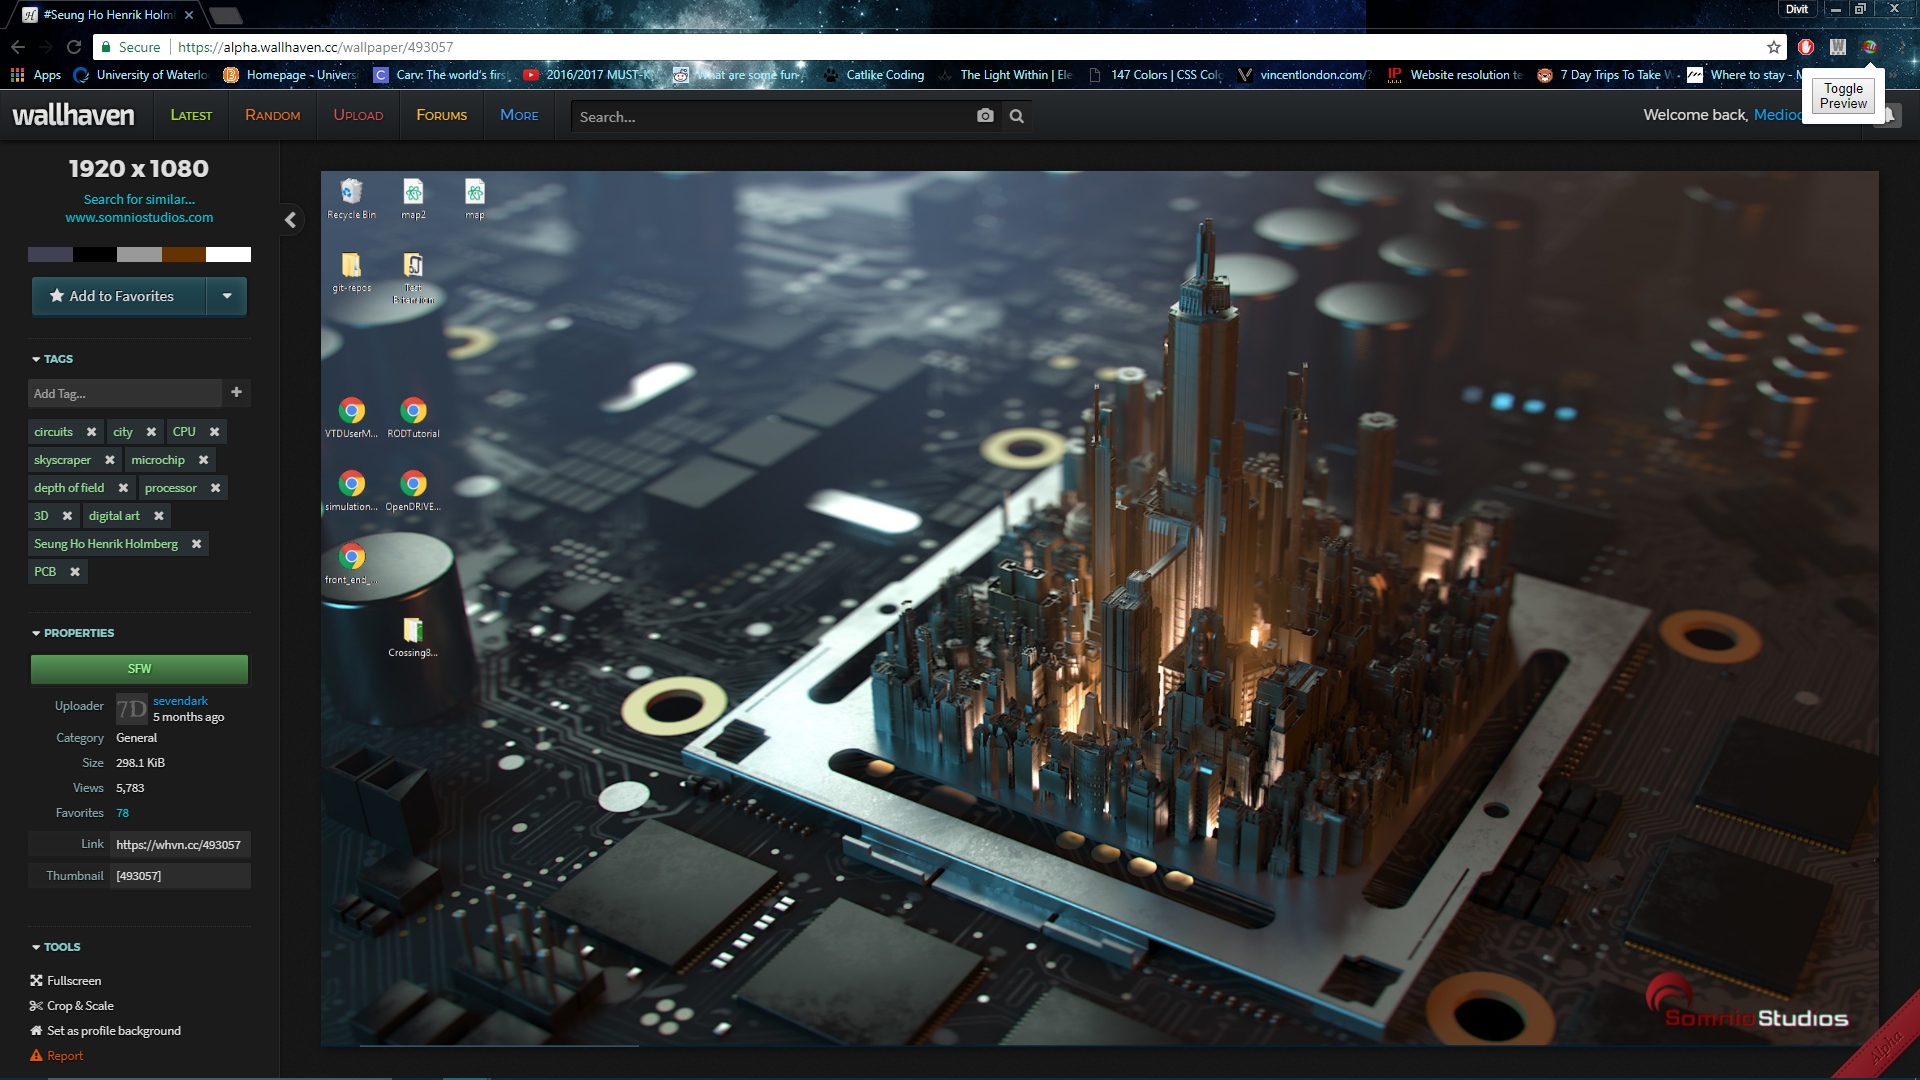 #Seung Ho Henrik Holm
Divit
Secure
https://alpha.wallhaven.cc/wallpaper/493057
Apps
University of Waterlo
Homepage - Univers
Carv: The world's firs
2016/2017 MUST-K
What are some fun
Catlike Coding
The Light Within | Ele
147 Colors | CSS Col
vincentlondon.com/?
Website resolution te
7 Day Trips To Take W
Where to stay - M
Toggle
Preview
wallhaven
Latest
Random
Upload
Forums
More
Search...
Welcome back, Medioc
1920 x 1080
Search for similar...
www.somniostudios.com
Add to Favorites
TAGS
Add Tag...
circuits
city
CPU
skyscraper
microchip
depth of field
processor
3D
digital art
Seung Ho Henrik Holmberg
PCB
PROPERTIES
SFW
Uploader
7D
sevendark
5 months ago
Category General
Size 298.1 KiB
Views 5,783
Favorites 78
Link https://whvn.cc/493057
Thumbnail [493057]
TOOLS
Fullscreen
Crop & Scale
Set as profile background
Report
Recycle Bin
map2
map
git-repos
Test
VTDUserM...
RODTutorial
simulation...
OpenDRIVE...
front_end_...
Crossing8...
SomnioStudios
Alpha